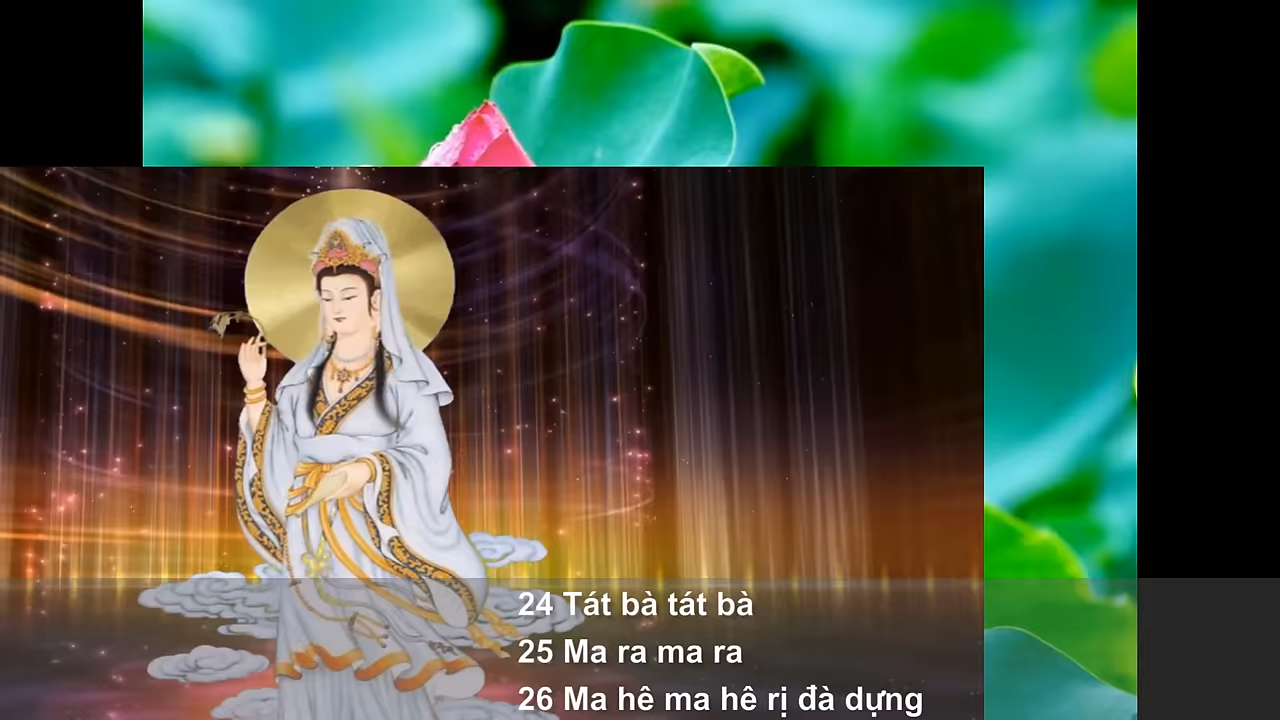 24 Tát bà tát bà
25 Ma ra ma ra
26 Ma hê ma hê rị đà dựng